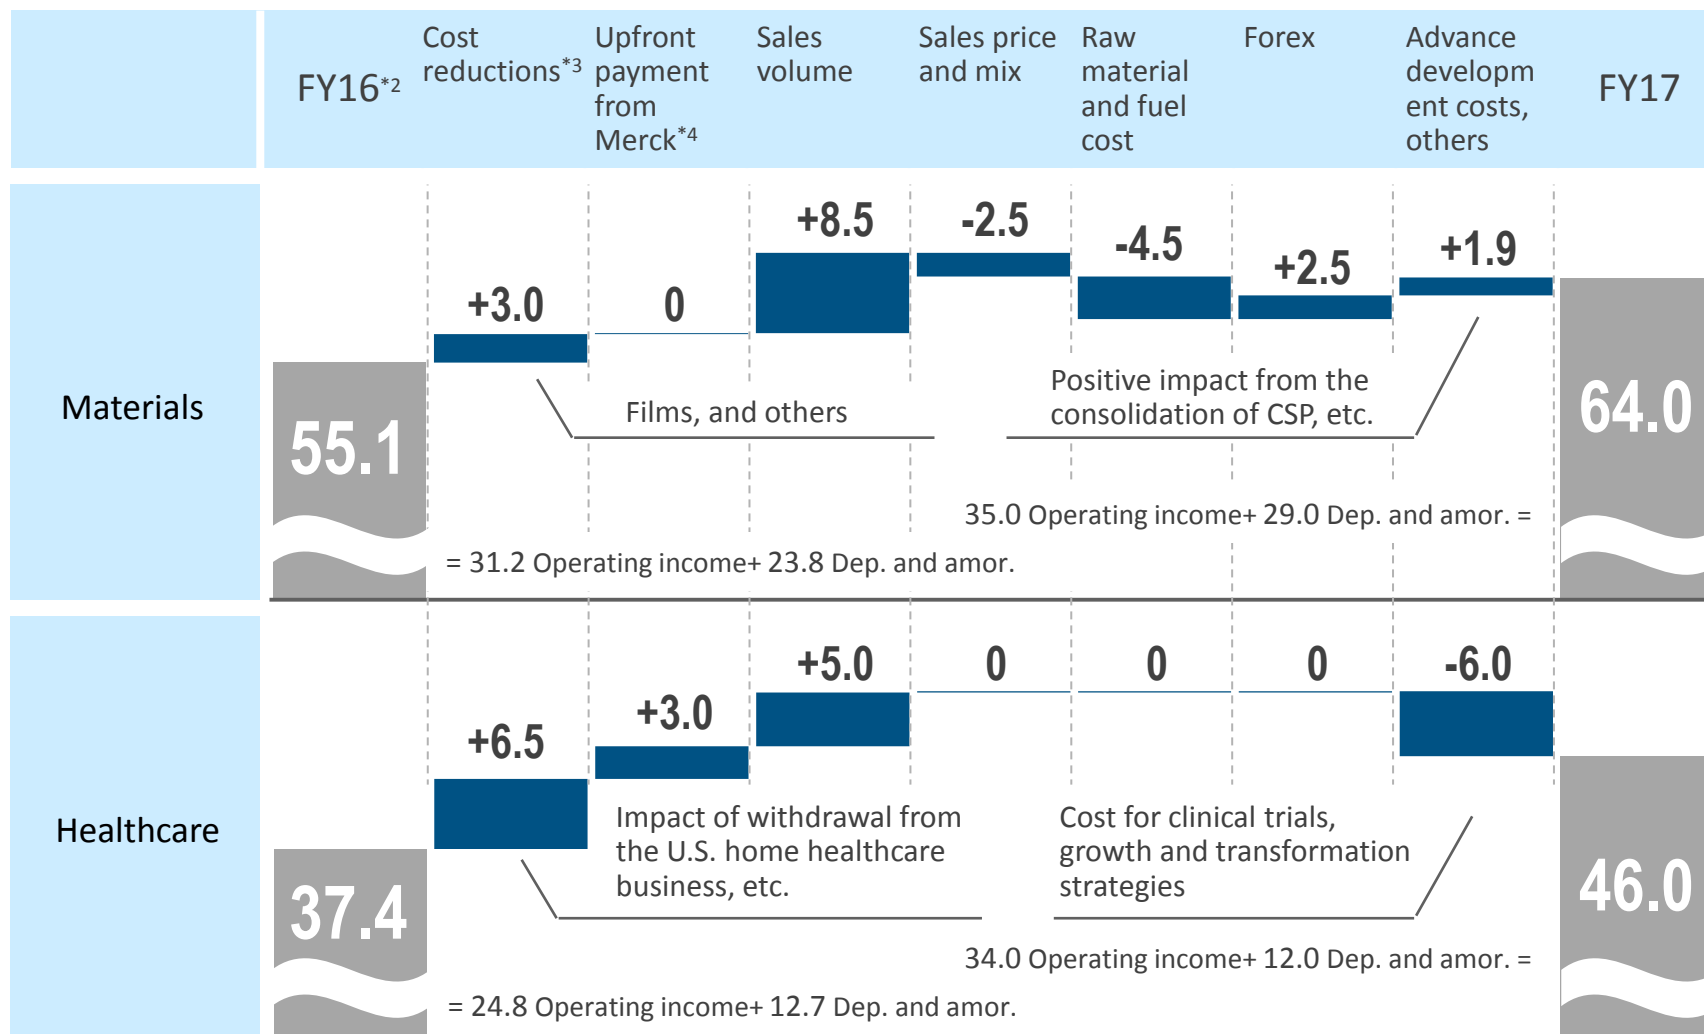 FY16*2
Cost
reductions*3
Upfront
payment
from
Merck*4
Sales
volume
Sales price
and mix
Raw
material
and fuel
cost
Forex
Advance
developm
ent costs,
others
FY17
Materials
55.1
+3.0
0
+8.5
-2.5
-4.5
+2.5
+1.9
64.0
Films, and others
Positive impact from the
consolidation of CSP, etc.
35.0 Operating income+ 29.0 Dep. and amor. =
= 31.2 Operating income+ 23.8 Dep. and amor.
Healthcare
37.4
+6.5
+3.0
+5.0
0
0
0
-6.0
46.0
Impact of withdrawal from
the U.S. home healthcare
business, etc.
Cost for clinical trials,
growth and transformation
strategies
34.0 Operating income+ 12.0 Dep. and amor. =
= 24.8 Operating income+ 12.7 Dep. and amor.